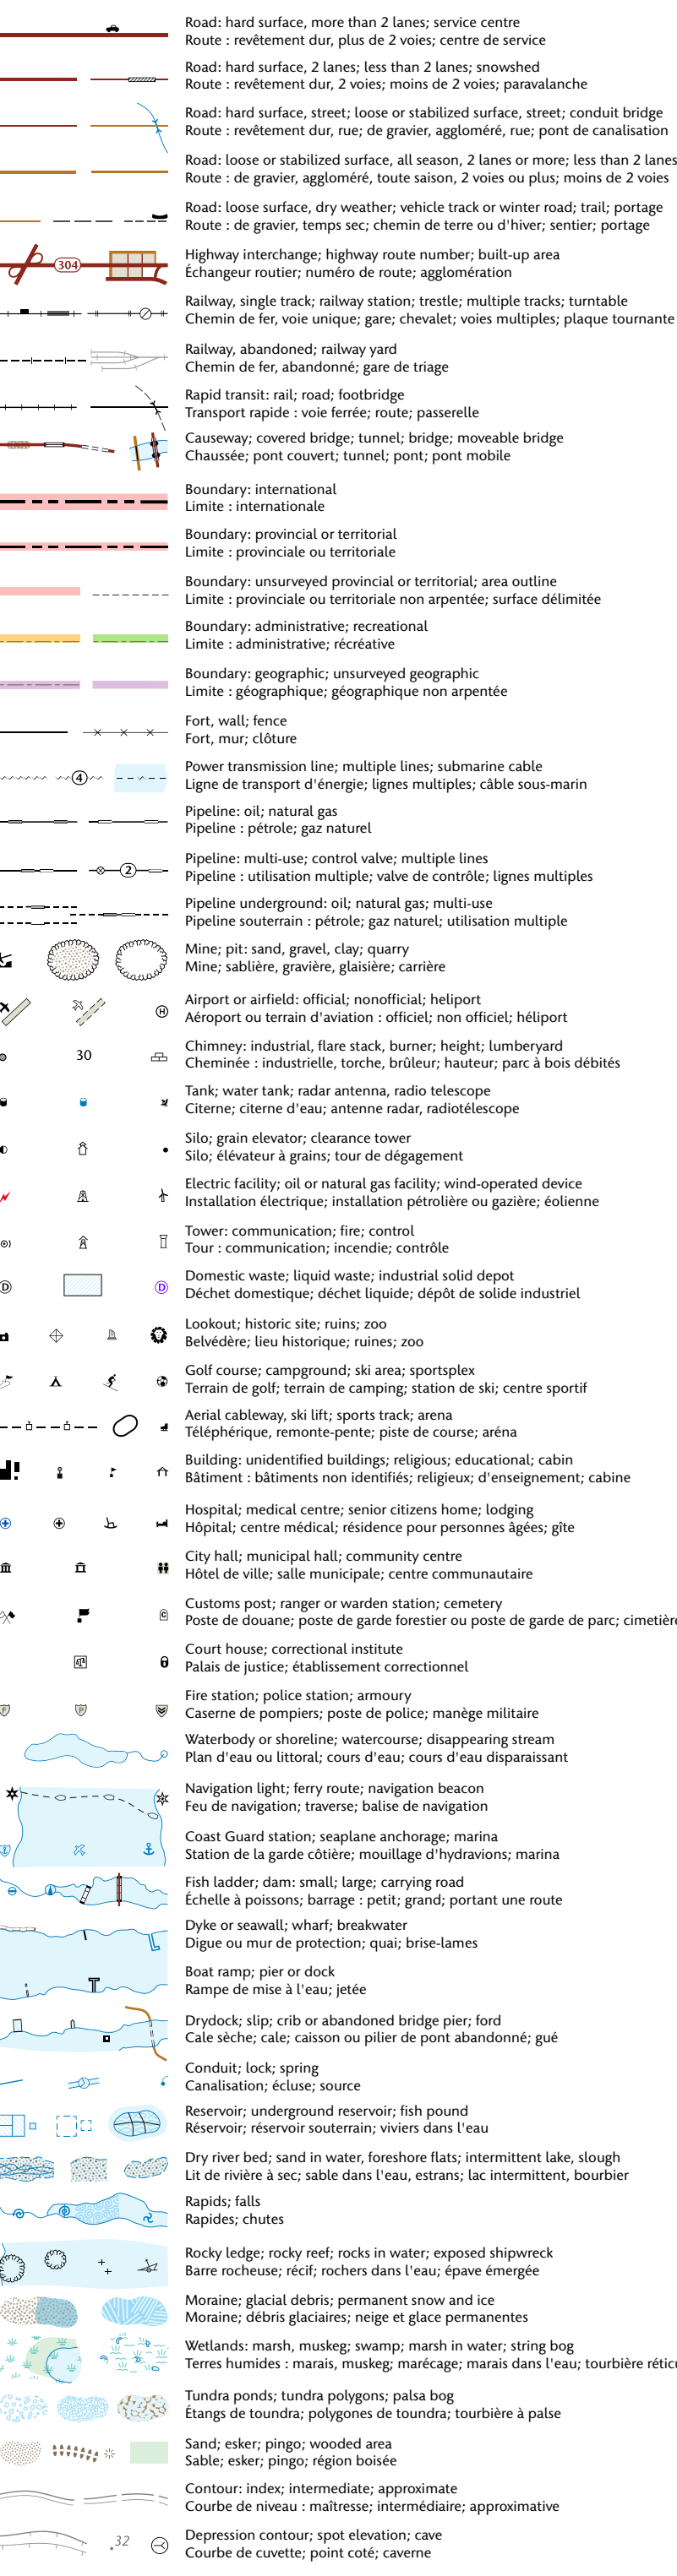 Road: hard surface, more than 2 lanes; service centre
Route : revêtement dur, plus de 2 voies; centre de service
Road: hard surface, 2 lanes; less than 2 lanes; snowshed
Route : revêtement dur, 2 voies; moins de 2 voies; paravalanche
Road: hard surface, street; loose or stabilized surface, street; conduit bridge
Route : revêtement dur, rue; de gravier, aggloméré, rue; pont de canalisation
Road: loose or stabilized surface, all season, 2 lanes or more; less than 2 lanes
Route : de gravier, aggloméré, toute saison, 2 voies ou plus; moins de 2 voies
Road: loose surface, dry weather; vehicle track or winter road; trail; portage
Route : de gravier, temps sec; chemin de terre ou d'hiver; sentier; portage
304
Highway interchange; highway route number; built-up area
Échangeur routier; numéro de route; agglomération
Railway, single track; railway station; trestle; multiple tracks; turntable
Chemin de fer, voie unique; gare; chevalet; voies multiples; plaque tournante
Railway, abandoned; railway yard
Chemin de fer, abandonné; gare de triage
Rapid transit: rail; road; footbridge
Transport rapide : voie ferrée; route; passerelle
Causeway; covered bridge; tunnel; bridge; moveable bridge
Chaussée; pont couvert; tunnel; pont; pont mobile
Boundary: international
Limite : internationale
Boundary: provincial or territorial
Limite : provinciale ou territoriale
Boundary: unsurveyed provincial or territorial; area outline
Limite : provinciale ou territoriale non arpentée; surface délimitée
Boundary: administrative; recreational
Limite : administrative; récréative
Boundary: geographic; unsurveyed geographic
Limite : géographique; géographique non arpentée
Fort, wall; fence
Fort, mur; clôture
4
Power transmission line; multiple lines; submarine cable
Ligne de transport d'énergie; lignes multiples; câble sous-marin
Pipeline: oil; natural gas
Pipeline : pétrole; gaz naturel
2
Pipeline: multi-use; control valve; multiple lines
Pipeline : utilisation multiple; valve de contrôle; lignes multiples
Pipeline underground: oil; natural gas; multi-use
Pipeline souterrain : pétrole; gaz naturel; utilisation multiple
Mine; pit: sand, gravel, clay; quarry
Mine; sablière, gravière, glaisière; carrière
H
Airport or airfield: official; nonofficial; heliport
Aéroport ou terrain d'aviation : officiel; non officiel; héliport
30
Chimney: industrial, flare stack, burner; height; lumberyard
Cheminée : industrielle, torche, brûleur; hauteur; parc à bois débités
Tank; water tank; radar antenna, radio telescope
Citerne; citerne d'eau; antenne radar, radiotélescope
Silo; grain elevator; clearance tower
Silo; élévateur à grains; tour de dégagement
Electric facility; oil or natural gas facility; wind-operated device
Installation électrique; installation pétrolière ou gazière; éolienne
Tower: communication; fire; control
Tour : communication; incendie; contrôle
D D
Domestic waste; liquid waste; industrial solid depot
Déchet domestique; déchet liquide; dépôt de solide industriel
Lookout; historic site; ruins; zoo
Belvédère; lieu historique; ruines; zoo
Golf course; campground; ski area; sportsplex
Terrain de golf; terrain de camping; station de ski; centre sportif
Aerial cableway, ski lift; sports track; arena
Téléphérique, remonte-pente; piste de course; aréna
Building: unidentified buildings; religious; educational; cabin
Bâtiment : bâtiments non identifiés; religieux; d'enseignement; cabine
Hospital; medical centre; senior citizens home; lodging
Hôpital; centre médical; résidence pour personnes âgées; gîte
City hall; municipal hall; community centre
Hôtel de ville; salle municipale; centre communautaire
C
Customs post; ranger or warden station; cemetery
Poste de douane; poste de garde forestier ou poste de garde de parc; cimetière
Court house; correctional institute
Palais de justice; établissement correctionnel
F P
Fire station; police station; armoury
Caserne de pompiers; poste de police; manège militaire
Waterbody or shoreline; watercourse; disappearing stream
Plan d'eau ou littoral; cours d'eau; cours d'eau disparaissant
Navigation light; ferry route; navigation beacon
Feu de navigation; traverse; balise de navigation
Coast Guard station; seaplane anchorage; marina
Station de la garde côtière; mouillage d'hydravions; marina
Fish ladder; dam: small; large; carrying road
Échelle à poissons; barrage : petit; grand; portant une route
Dyke or seawall; wharf; breakwater
Digue ou mur de protection; quai; brise-lames
Boat ramp; pier or dock
Rampe de mise à l'eau; jetée
Drydock; slip; crib or abandoned bridge pier; ford
Cale sèche; cale; caisson ou pilier de pont abandonné; gué
Conduit; lock; spring
Canalisation; écluse; source
Reservoir; underground reservoir; fish pound
Réservoir; réservoir souterrain; viviers dans l'eau
Dry river bed; sand in water, foreshore flats; intermittent lake, slough
Lit de rivière à sec; sable dans l'eau, estrans; lac intermittent, bourbier
Rapids; falls
Rapides; chutes
Rocky ledge; rocky reef; rocks in water; exposed shipwreck
Barre rocheuse; récif; rochers dans l'eau; épave émergée
Moraine; glacial debris; permanent snow and ice
Moraine; débris glaciaires; neige et glace permanentes
Wetlands: marsh, muskeg; swamp; marsh in water; string bog
Terres humides : marais, muskeg; marécage; marais dans l'eau; tourbière réticu
Tundra ponds; tundra polygons; palsa bog
Étangs de toundra; polygones de toundra; tourbière à palse
Sand; esker; pingo; wooded area
Sable; esker; pingo; région boisée
Contour: index; intermediate; approximate
Courbe de niveau : maîtresse; intermédiaire; approximative
.32
Depression contour; spot elevation; cave
Courbe de cuvette; point coté; caverne